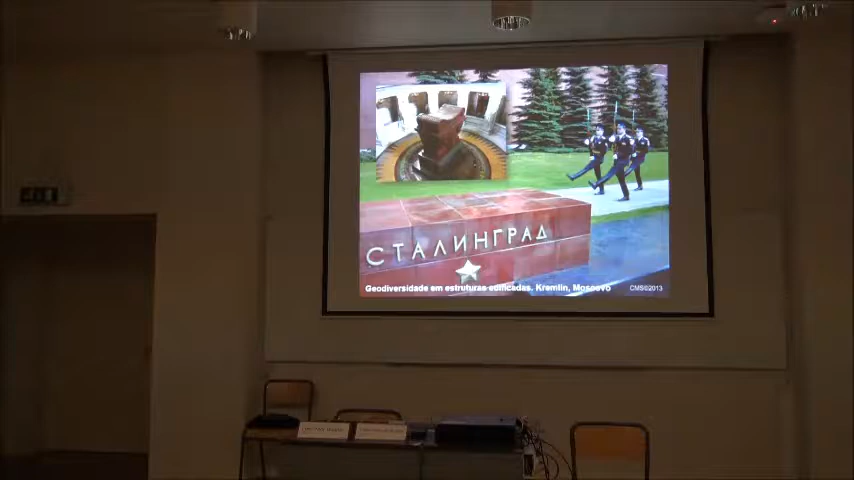 СТАЛИНГРАД
Geodiversidade em estruturas edificadas. Kremlin, Moscovo
CMS©2013